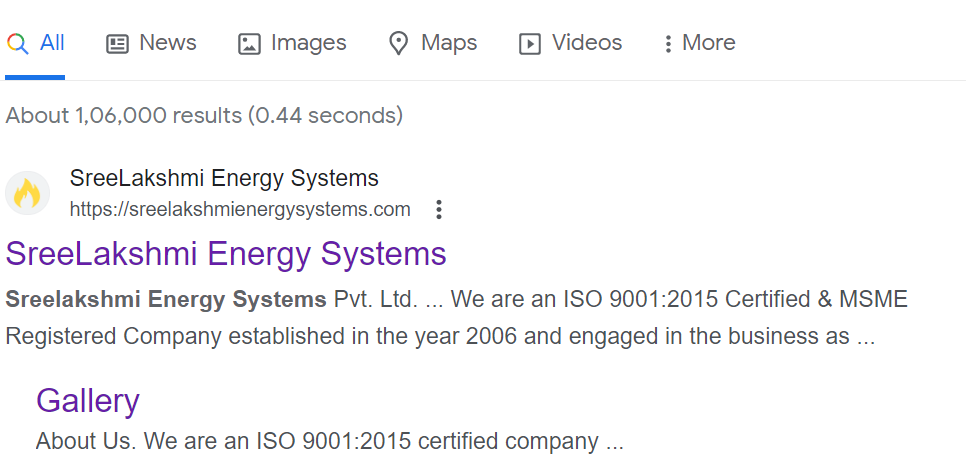 All News Images Maps Videos More
About 1,06,000 results (0.44 seconds)
SreeLakshmi Energy Systems
https://sreelakshmienergysystems.com
SreeLakshmi Energy Systems
Sreelakshmi Energy Systems Pvt. Ltd. ... We are an ISO 9001:2015 Certified & MSME
Registered Company established in the year 2006 and engaged in the business as ...
Gallery
About Us. We are an ISO 9001:2015 certified company ...